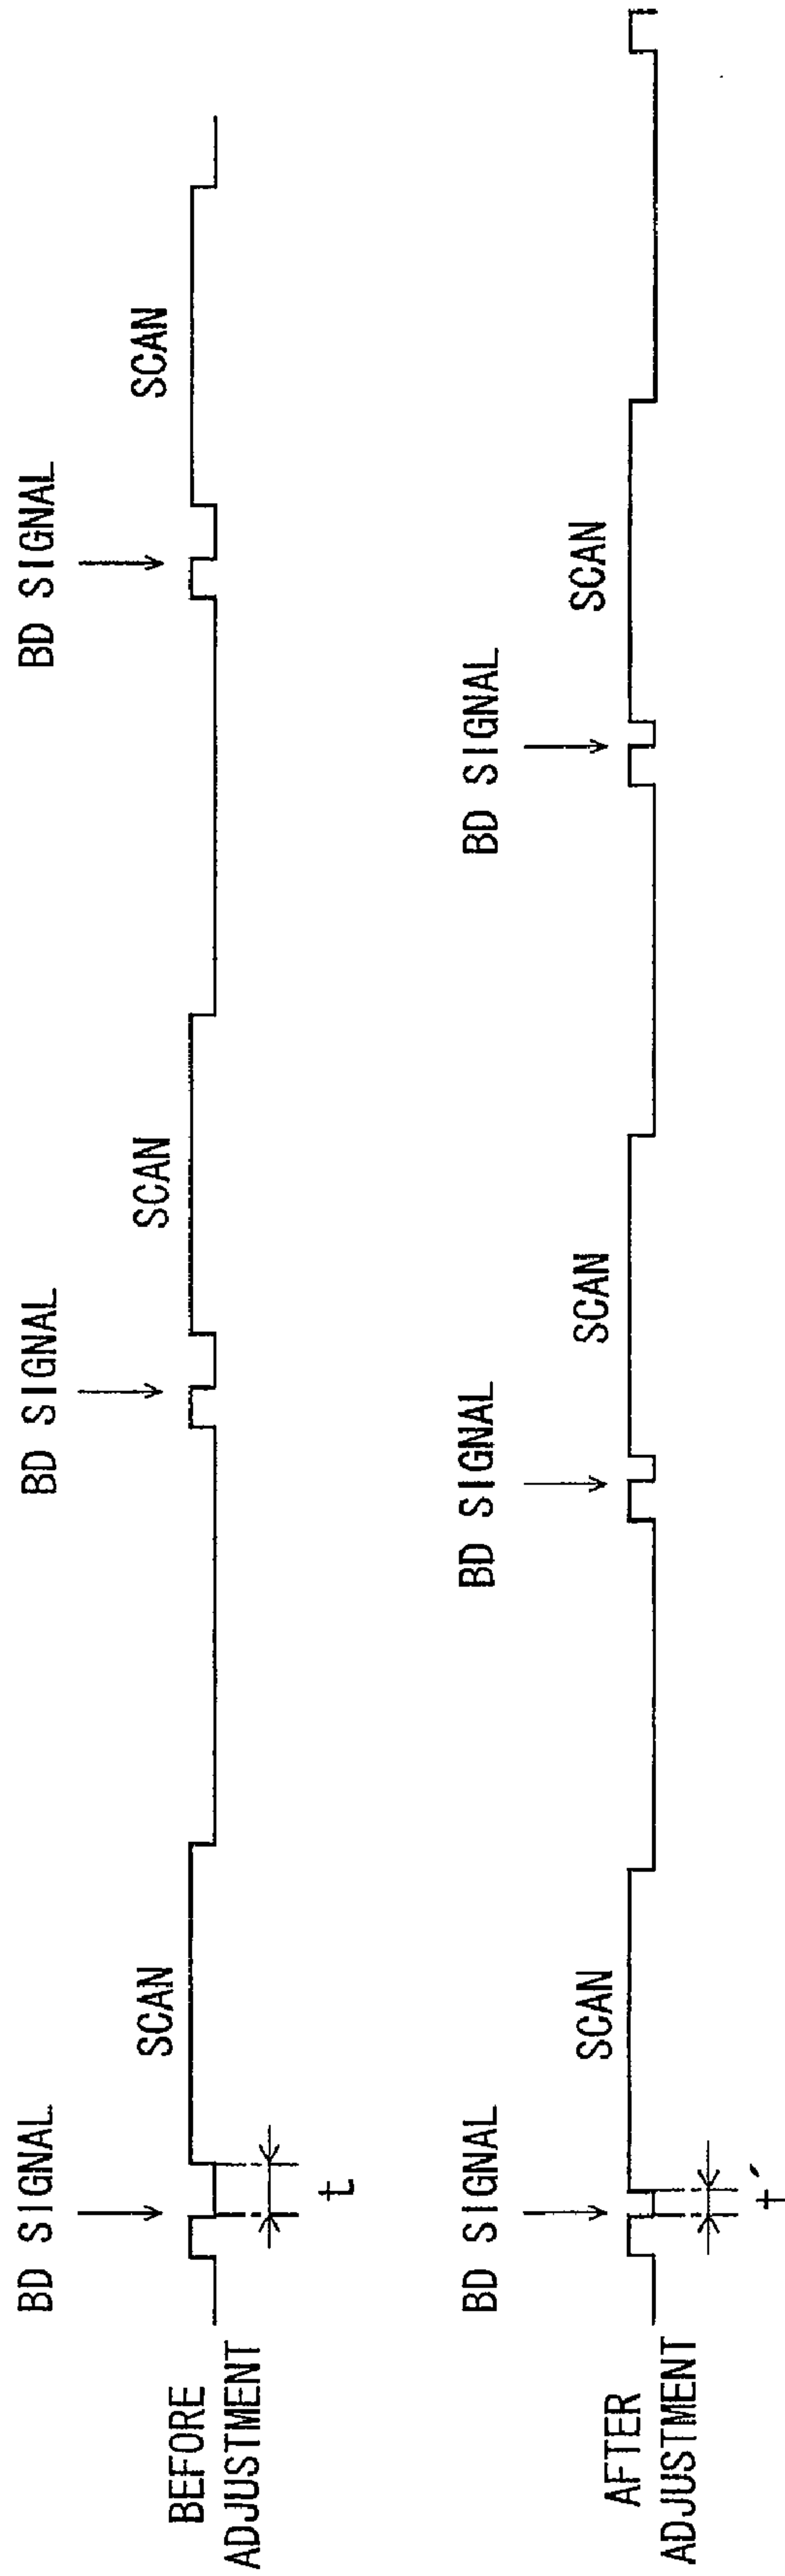 BD SIGNAL
BD SIGNAL
BD SIGNAL
SCAN
SCAN
SCAN
BEFORE
ADJUSTMENT
t
BD SIGNAL
BD SIGNAL
BD SIGNAL
SCAN
SCAN
SCAN
AFTER
ADJUSTMENT
t´